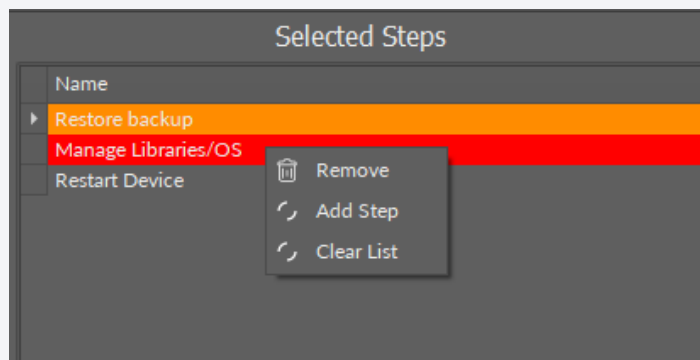 Selected Steps
Name
Restore backup
Manage Libraries/OS
Restart Device
Remove
Add Step
Clear List